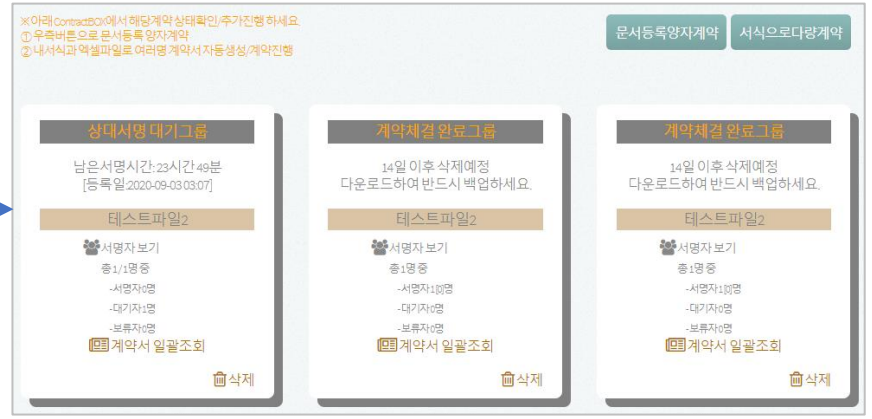 ※아래 ContractBOX에서 해당계약 상태확인/추가진행 하세요
① 우측버튼으로 문서등록 양자계약
② 내서식과 엑셀파일로 여러명 계약서 자동생성/계약진행
문서등록양자계약
서식으로다량계약
상대서명 대기그룹
남은서명시간: 23시간 49분
[등록일:2020-09-03 03:07]
테스트파일2
서명자 보기
총1/1명 중
-서명자0명
-대기자1명
-보류자0명
계약서 일괄조회
삭제
계약체결 완료그룹
14일 이후 삭제예정
다운로드하여 반드시 백업하세요.
테스트파일2
서명자 보기
총1명 중
-서명자1명
-대기자0명
-보류자0명
계약서 일괄조회
삭제
계약체결 완료그룹
14일 이후 삭제예정
다운로드하여 반드시 백업하세요.
테스트파일2
서명자 보기
총1명 중
-서명자1명
-대기자0명
-보류자0명
계약서 일괄조회
삭제